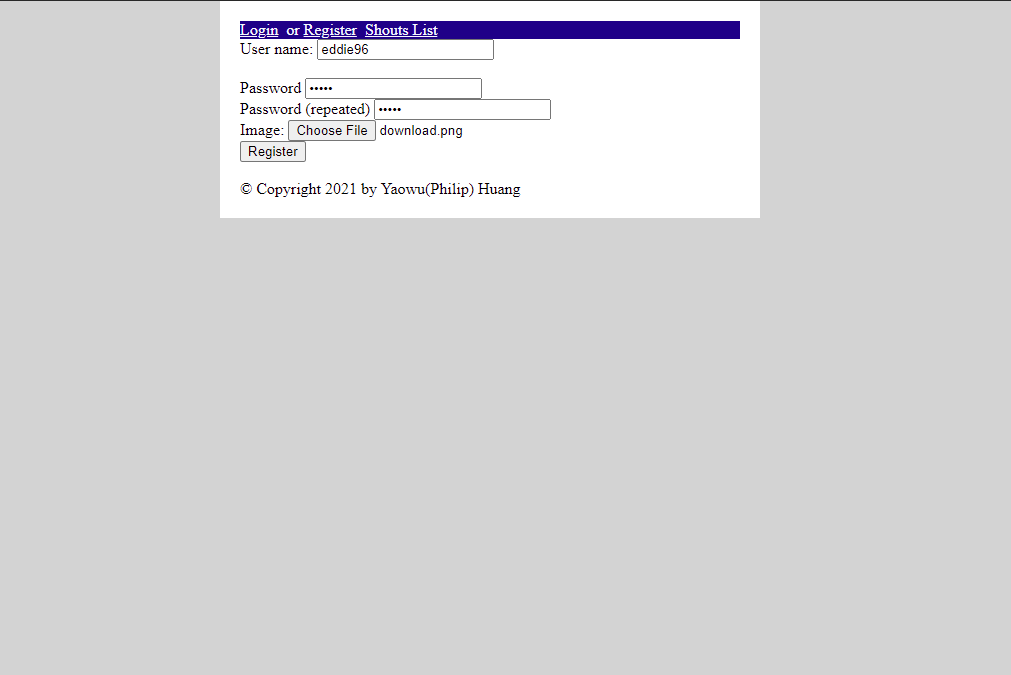 Login or Register Shouts List
User name: eddie96
Password •••••
Password (repeated) •••••
Image: Choose File download.png
Register
© Copyright 2021 by Yaowu(Philip) Huang